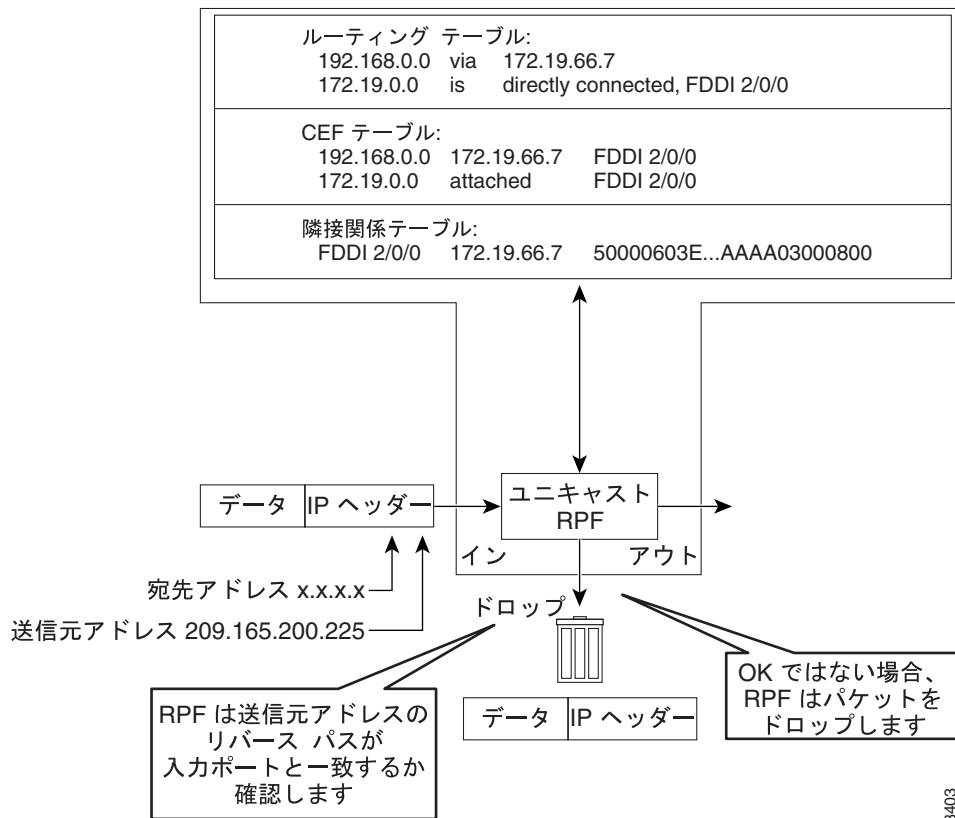 ルーティング テーブル:
192.168.0.0 via 172.19.66.7
172.19.0.0 is directly connected, FDDI 2/0/0
CEF テーブル:
192.168.0.0 172.19.66.7 FDDI 2/0/0
172.19.0.0 attached FDDI 2/0/0
隣接関係テーブル:
FDDI 2/0/0 172.19.66.7 50000603E...AAAA03000800
データ IP ヘッダー
ユニキャスト
RPF
イン
アウト
宛先アドレス x.x.x.x
送信元アドレス 209.165.200.225
ドロップ
RPF は送信元アドレスの
リバース パスが
入力ポートと一致するか
確認します
データ IP ヘッダー
OK ではない場合、
RPF はパケットを
ドロップします